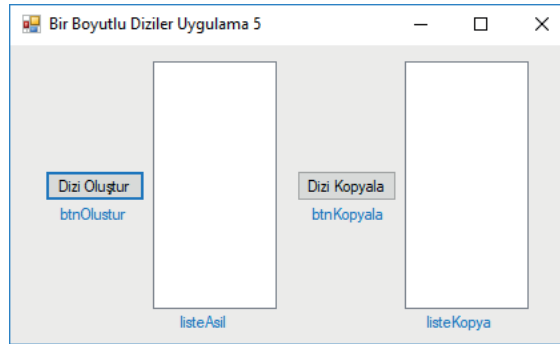 Bir Boyutlu Diziler Uygulama 5
Dizi Oluştur
btnOlustur
Dizi Kopyala
btnKopyala
listeAsil
listeKopya